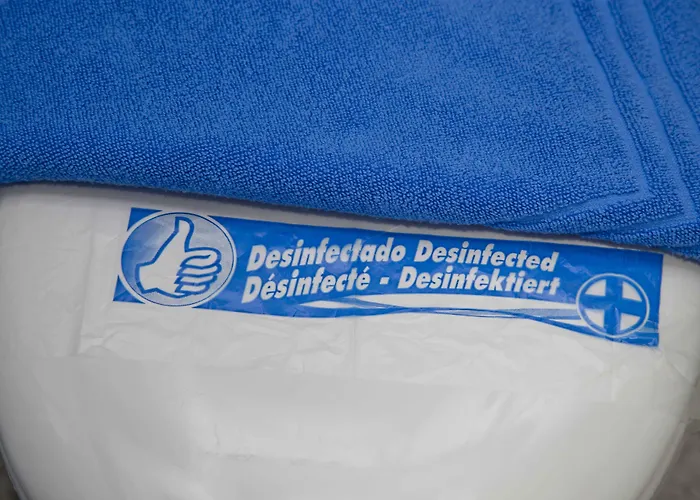 Desinfectado Desinfected
Désinfecté - Desinfektiert